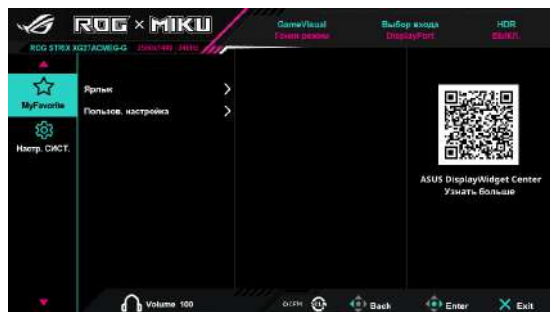 ROG × MIKU
GameVisual
Гонки режим
Выбор входа
DisplayPort
HDR
ВЫКЛ.
ROG STRIX XG27ACMEG-G
MyFavorite
Ярлык
Пользов. настройка
Настр. СИСТ.
ASUS DisplayWidget Center
Узнать больше
Volume 100
Back
Enter
Exit